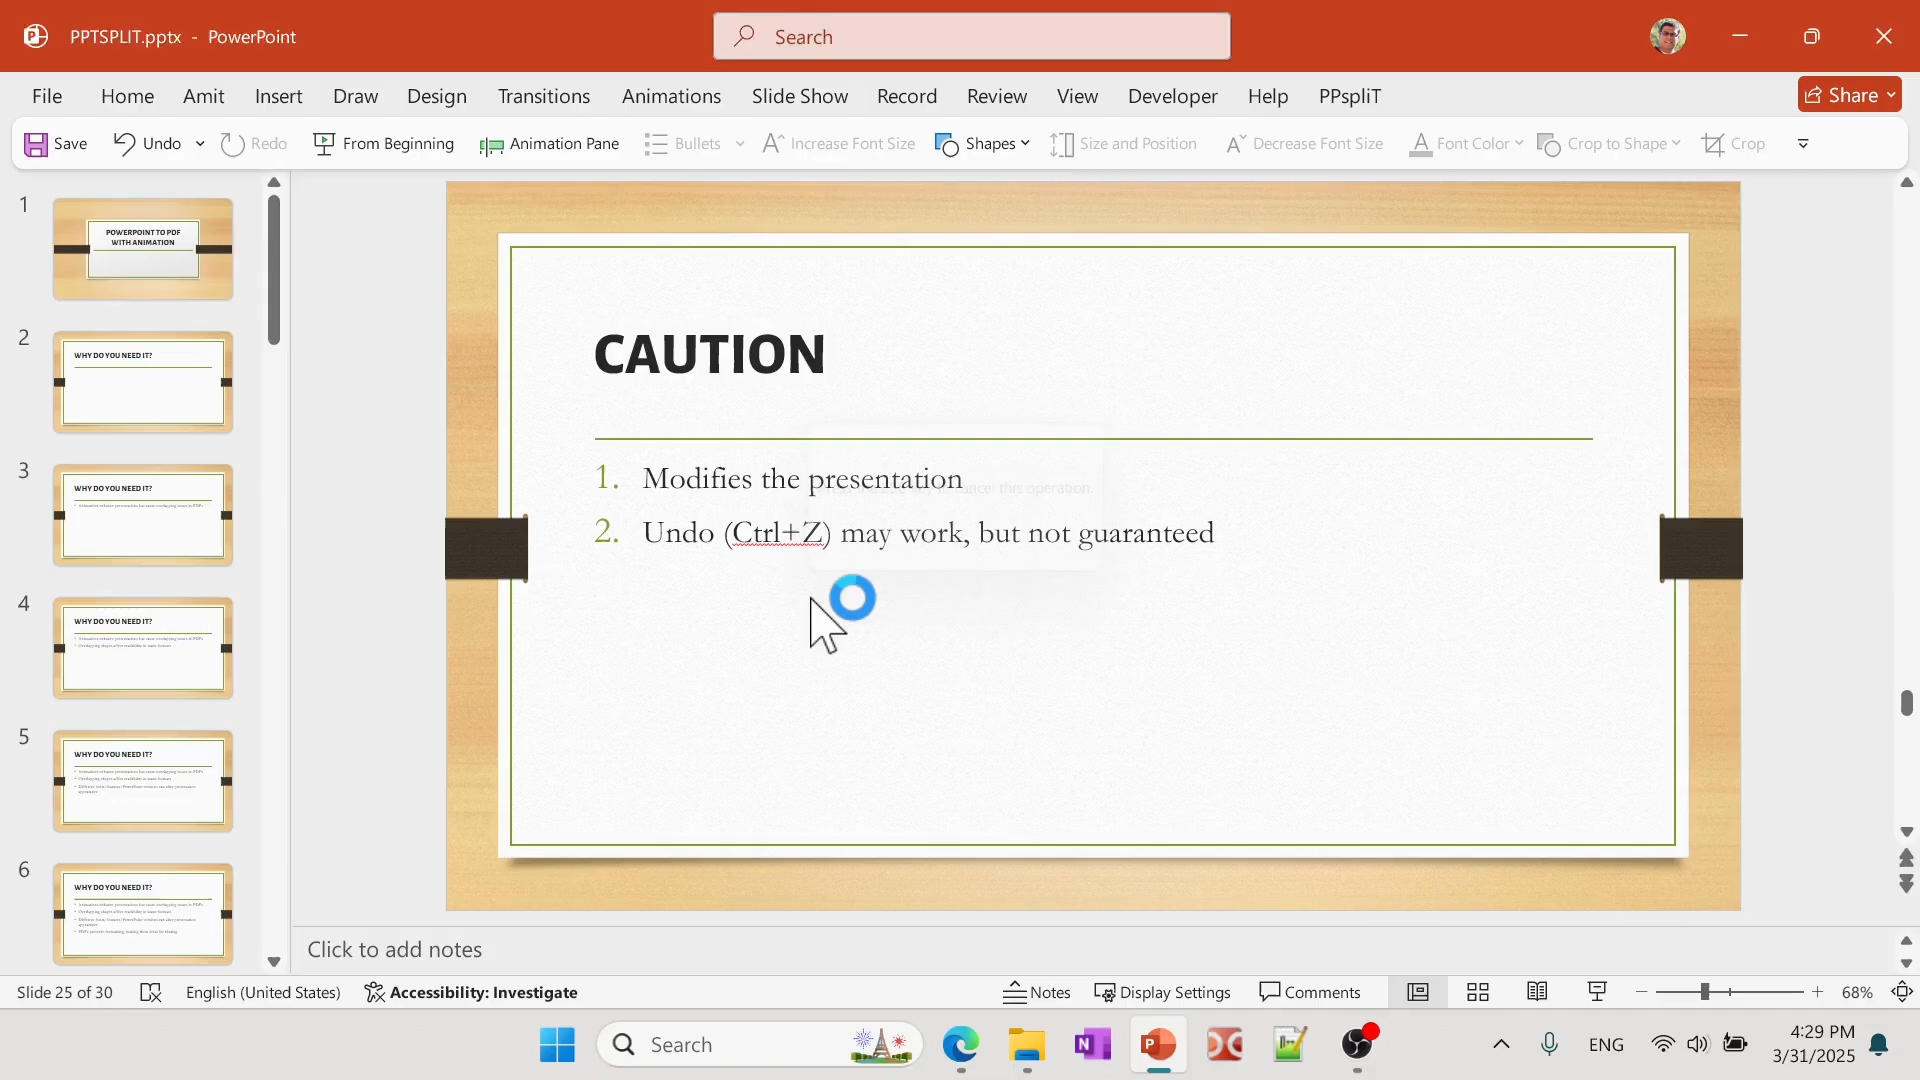 PPTSPLIT.pptx - PowerPoint
Search
File Home Amit Insert Draw Design Transitions Animations Slide Show Record Review View Developer Help PPspliT
Share
Save Undo Redo From Beginning Animation Pane Bullets Increase Font Size Shapes Size and Position Decrease Font Size Font Color Crop to Shape Crop
1
POWERPOINT TO PDF
WITH ANIMATION
2
WHY DO YOU NEED IT?
3
WHY DO YOU NEED IT?
4
WHY DO YOU NEED IT?
5
WHY DO YOU NEED IT?
6
WHY DO YOU NEED IT?
CAUTION
1. Modifies the presentation
this operation.
2. Undo (Ctrl+Z) may work, but not guaranteed
Click to add notes
Slide 25 of 30 English (United States) Accessibility: Investigate Notes Display Settings Comments 68%
Search
ENG
4:29 PM
3/31/2025